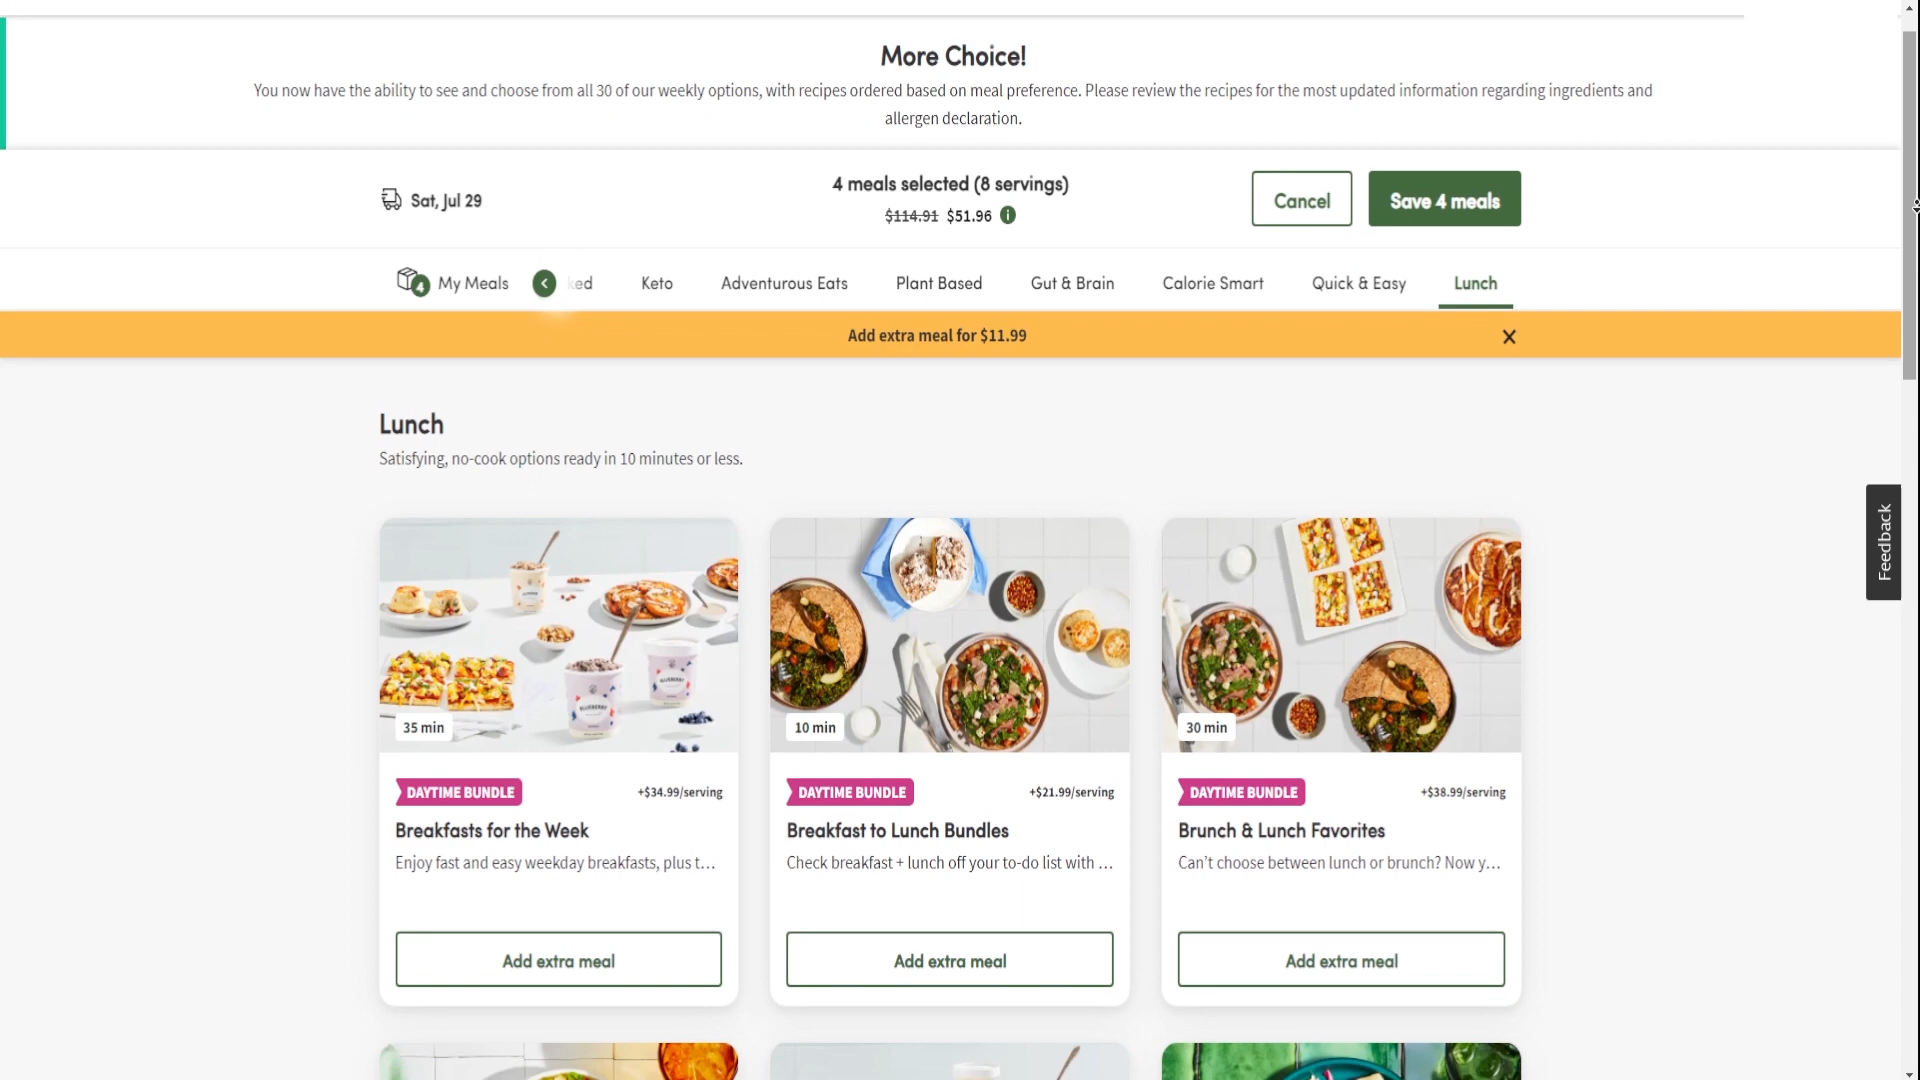 More Choice!
You now have the ability to see and choose from all 30 of our weekly options, with recipes ordered based on meal preference. Please review the recipes for the most updated information regarding ingredients and
allergen declaration.
Sat, Jul 29
4 meals selected (8 servings)
$114.91 $51.96 i
Cancel
Save 4 meals
4 My Meals
ked
Keto
Adventurous Eats
Plant Based
Gut & Brain
Calorie Smart
Quick & Easy
Lunch
Add extra meal for $11.99
Lunch
Satisfying, no-cook options ready in 10 minutes or less.
Feedback
BLUEBERRY
BLUEBERRY
35 min
10 min
30 min
DAYTIME BUNDLE
+$34.99/serving
Breakfasts for the Week
Enjoy fast and easy weekday breakfasts, plus t...
Add extra meal
DAYTIME BUNDLE
+$21.99/serving
Breakfast to Lunch Bundles
Check breakfast + lunch off your to-do list with ...
Add extra meal
DAYTIME BUNDLE
+$38.99/serving
Brunch & Lunch Favorites
Can't choose between lunch or brunch? Now y...
Add extra meal